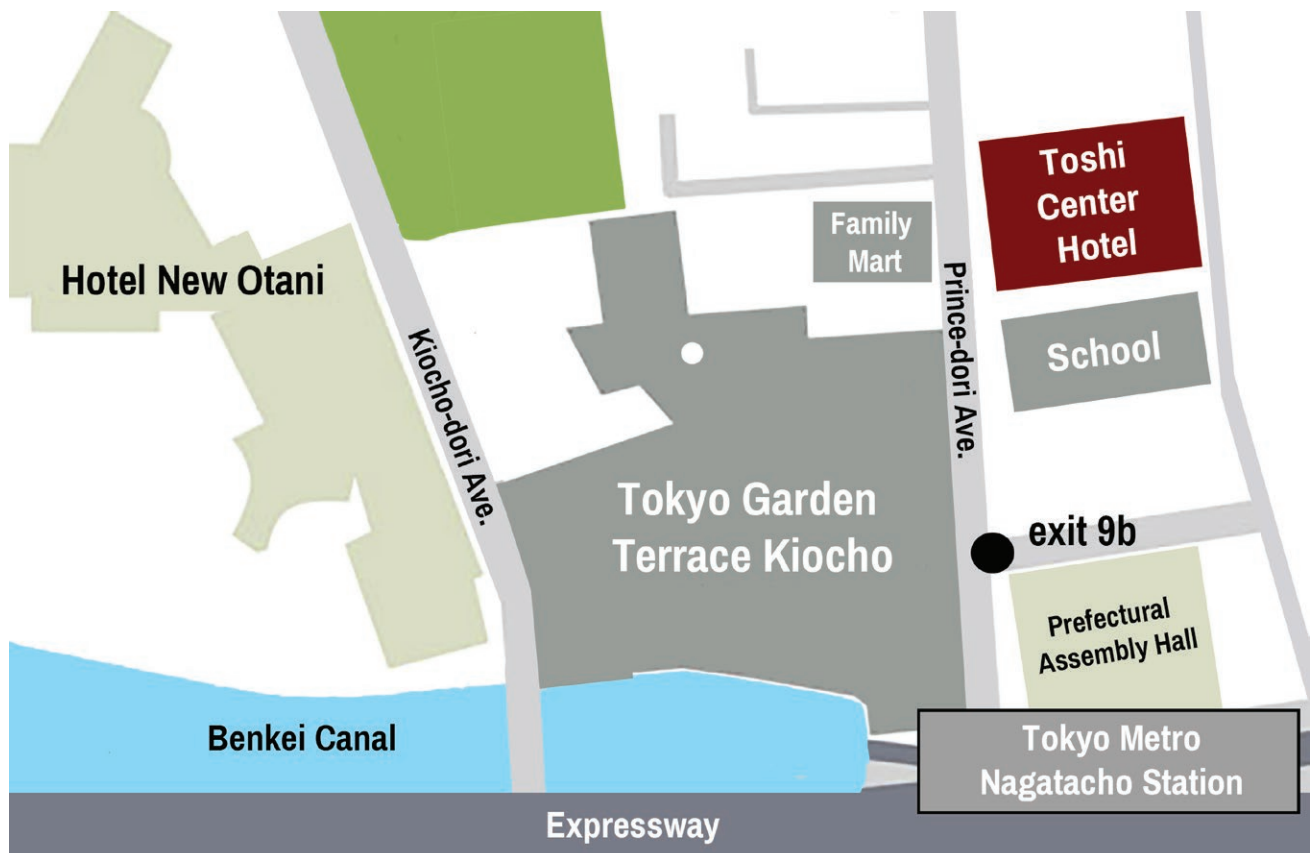 Toshi
Center
Hotel
Family
Mart
Hotel New Otani
Prince-dori Ave.
School
Kiocho-dori Ave.
Tokyo Garden
Terrace Kiocho
exit 9b
Prefectural
Assembly Hall
Benkei Canal
Tokyo Metro
Nagatacho Station
Expressway